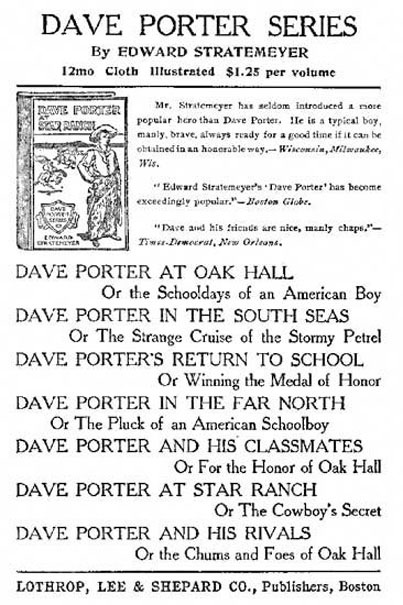 DAVE PORTER SERIES
By EDWARD STRATEMEYER
12mo Cloth Illustrated $1.25 per volume
DAVE PORTER
AT
STAR RANCH
DAVE
PORTER
SERIES
EDWARD
STRATEMEYER
Mr. Stratemeyer has seldom introduced a more
popular hero than Dave Porter. He is a typical boy,
manly, brave, always ready for a good time if it can be
obtained in an honorable way.—Wisconsin, Milwaukee,
Wis.
"Edward Stratemeyer's 'Dave Porter' has become
exceedingly popular."—Boston Globe.
"Dave and his friends are nice, manly chaps."—
Times-Democrat, New Orleans.
DAVE PORTER AT OAK HALL
Or the Schooldays of an American Boy
DAVE PORTER IN THE SOUTH SEAS
Or The Strange Cruise of the Stormy Petrel
DAVE PORTER'S RETURN TO SCHOOL
Or Winning the Medal of Honor
DAVE PORTER IN THE FAR NORTH
Or The Pluck of an American Schoolboy
DAVE PORTER AND HIS CLASSMATES
Or For the Honor of Oak Hall
DAVE PORTER AT STAR RANCH
Or The Cowboy's Secret
DAVE PORTER AND HIS RIVALS
Or the Chums and Foes of Oak Hall
LOTHROP, LEE & SHEPARD CO., Publishers, Boston